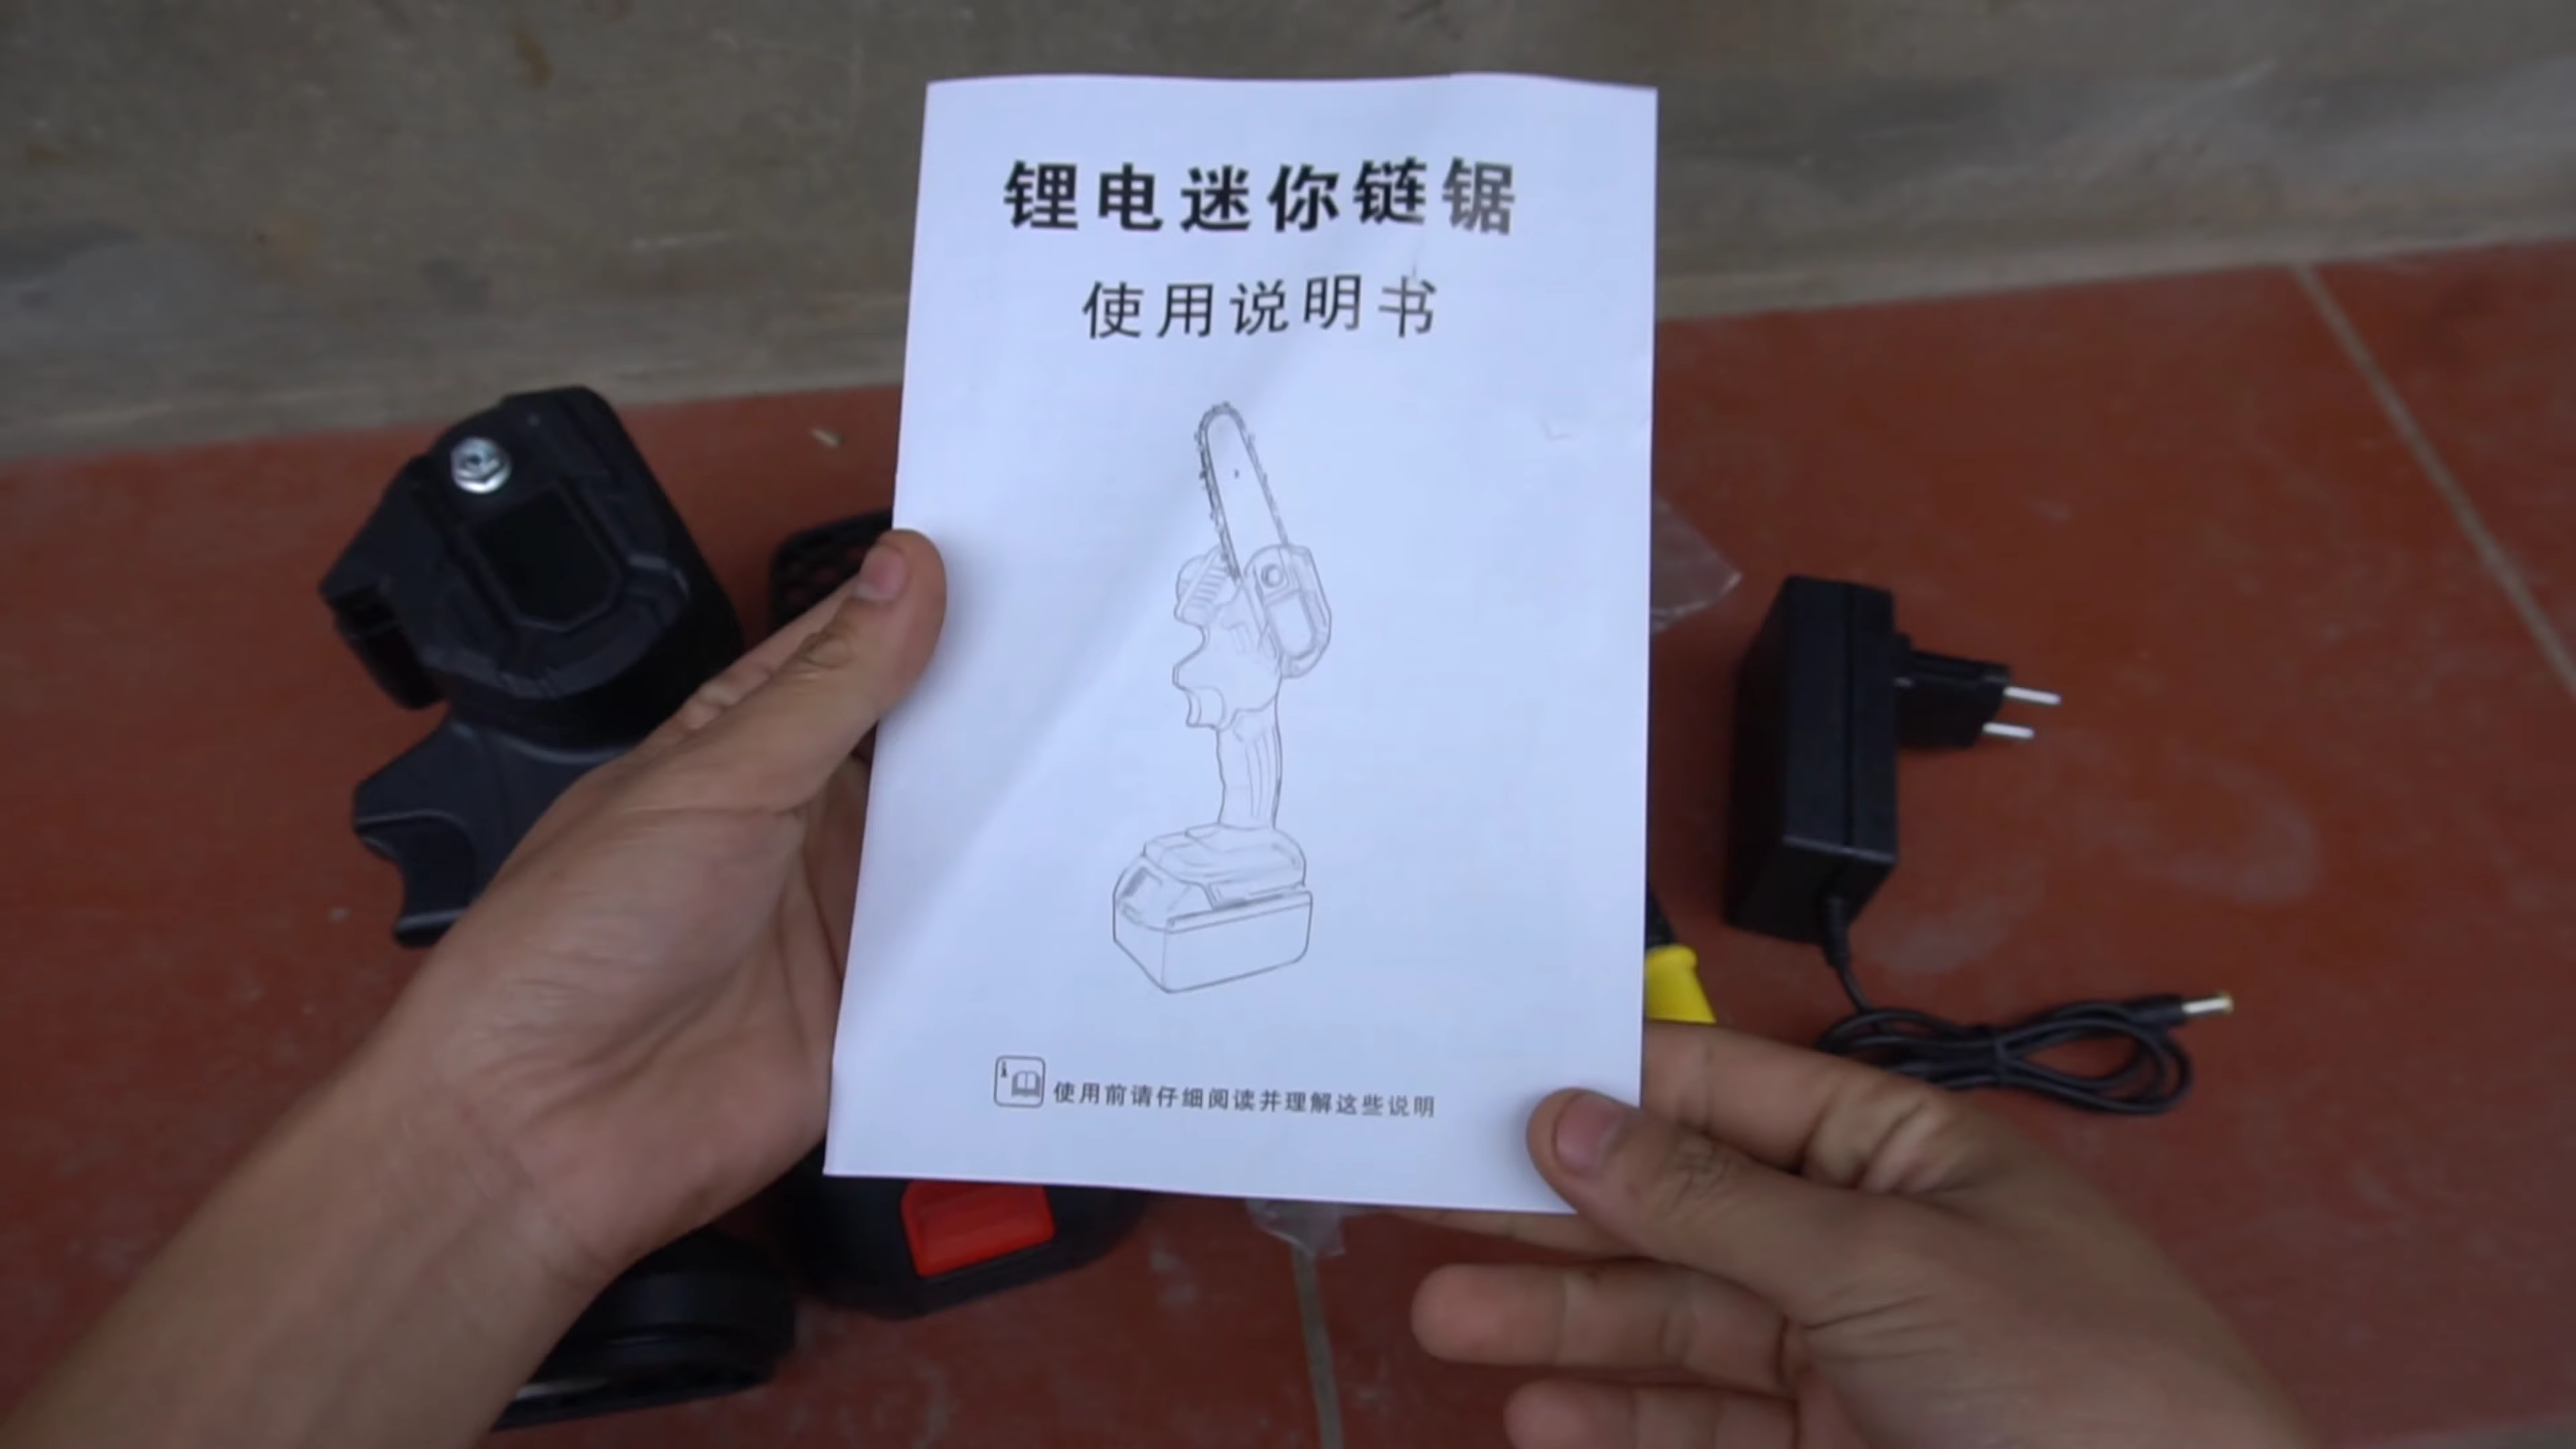 锂电迷你链锯
使用说明书
i
使用前请仔细阅读并理解这些说明